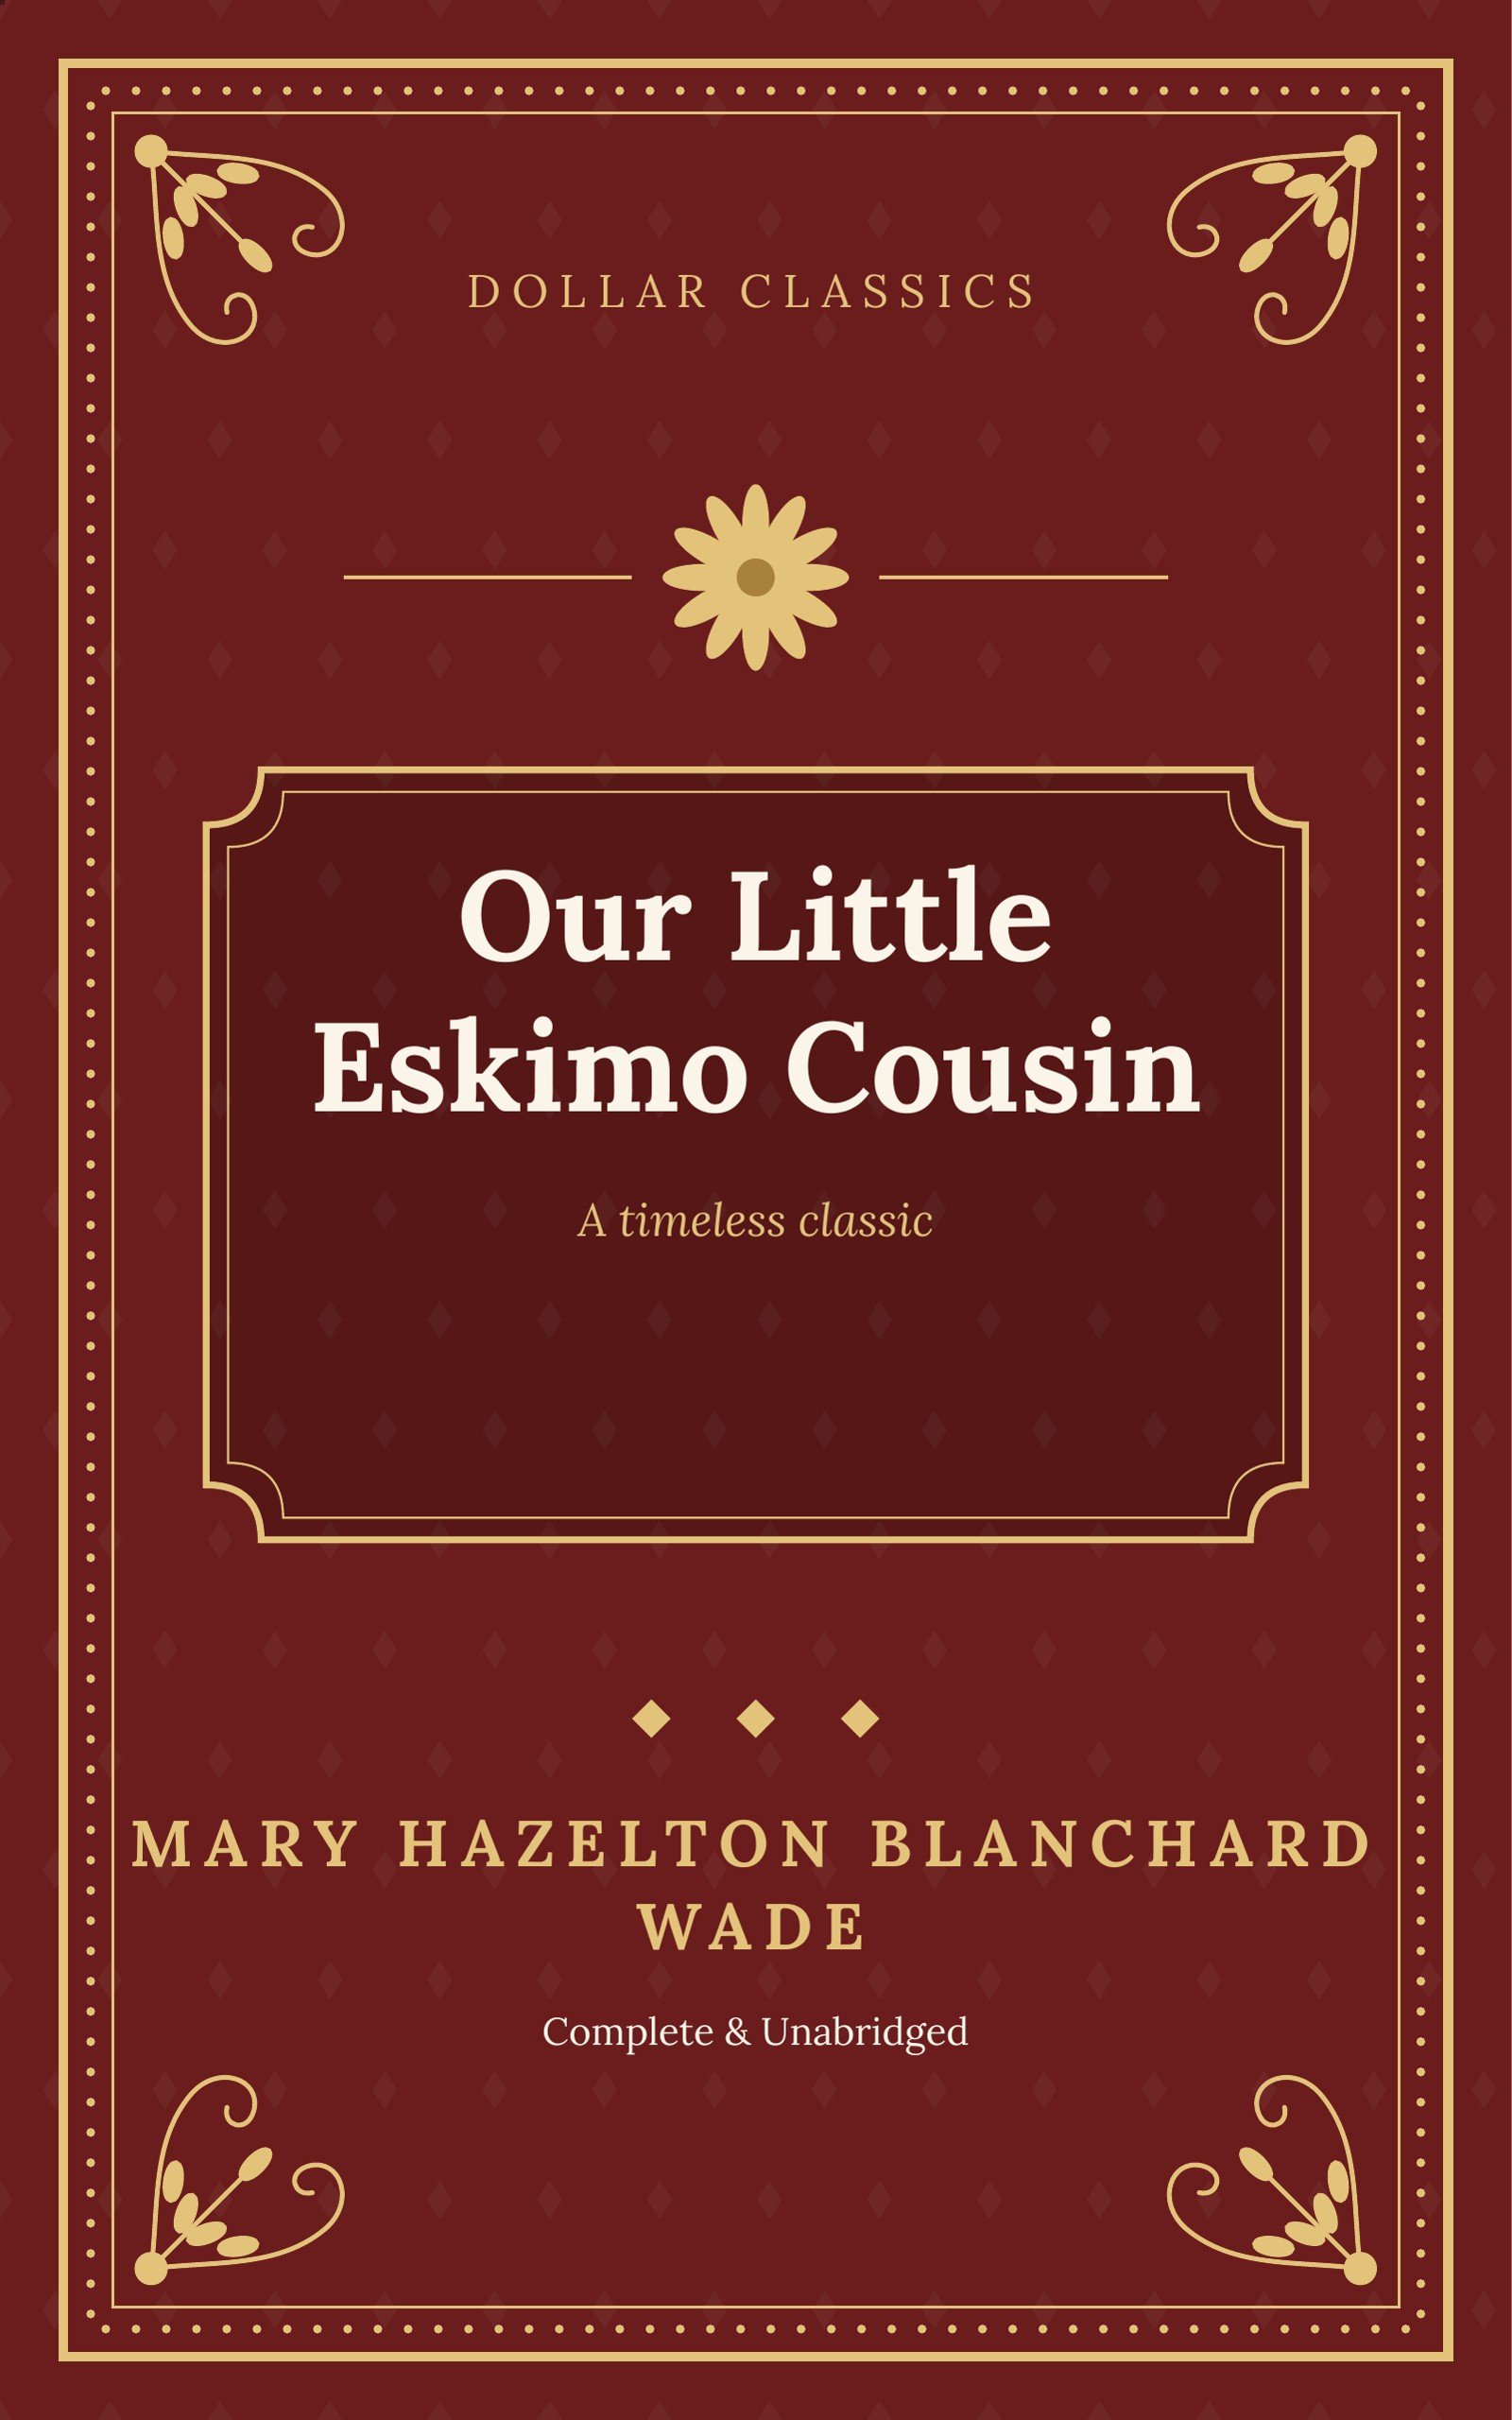 DOLLAR CLASSICS
Our Little
Eskimo Cousin
A timeless classic
MARY HAZELTON BLANCHARD
WADE
Complete & Unabridged